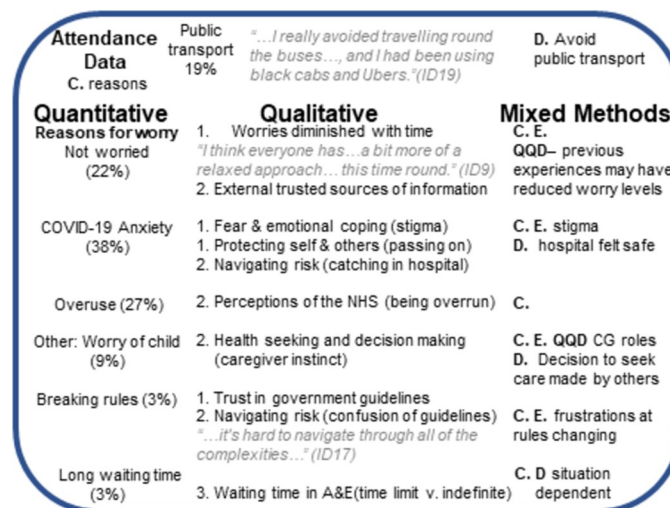 Attendance Data
C. reasons
Public transport 19%
"…I really avoided travelling round
the buses…, and I had been using
black cabs and Ubers."(ID19)
D. Avoid
public transport
Quantitative
Qualitative
Mixed Methods
Reasons for worry
Not worried
(22%)
1. Worries diminished with time
"I think everyone has…a bit more of a
relaxed approach… this time round." (ID9)
2. External trusted sources of information
C. E.
QQD– previous
experiences may have
reduced worry levels
COVID-19 Anxiety
(38%)
1. Fear & emotional coping (stigma)
1. Protecting self & others (passing on)
2. Navigating risk (catching in hospital)
C. E. stigma
D. hospital felt safe
Overuse (27%)
2. Perceptions of the NHS (being overrun)
C.
Other: Worry of child
(9%)
2. Health seeking and decision making
(caregiver instinct)
C. E. QQD CG roles
D. Decision to seek
care made by others
Breaking rules (3%)
1. Trust in government guidelines
2. Navigating risk (confusion of guidelines)
"…it's hard to navigate through all of the
complexities…" (ID17)
C. E. frustrations at
rules changing
Long waiting time
(3%)
3. Waiting time in A&E(time limit v. indefinite)
C. D situation
dependent